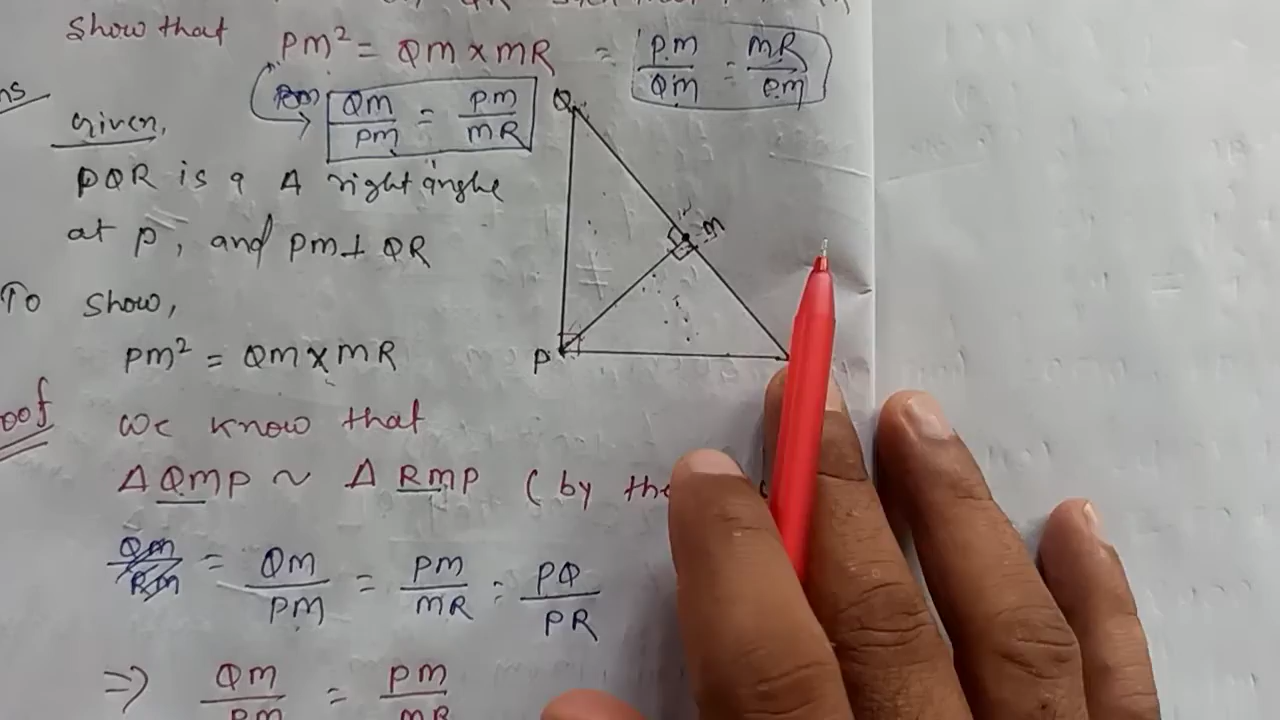 Show that PM² = QM × MR = PM/QM = MR/PM
QM/PM = PM/MR
Given,
PQR is a Δ right angle
at P, and PM ⊥ QR
To show,
PM² = QM × MR
We know that
ΔQMP ~ ΔRMP (by the
= QM/PM = PM/MR = PQ/PR
⇒ QM/PM = PM/MR
Q
M
P